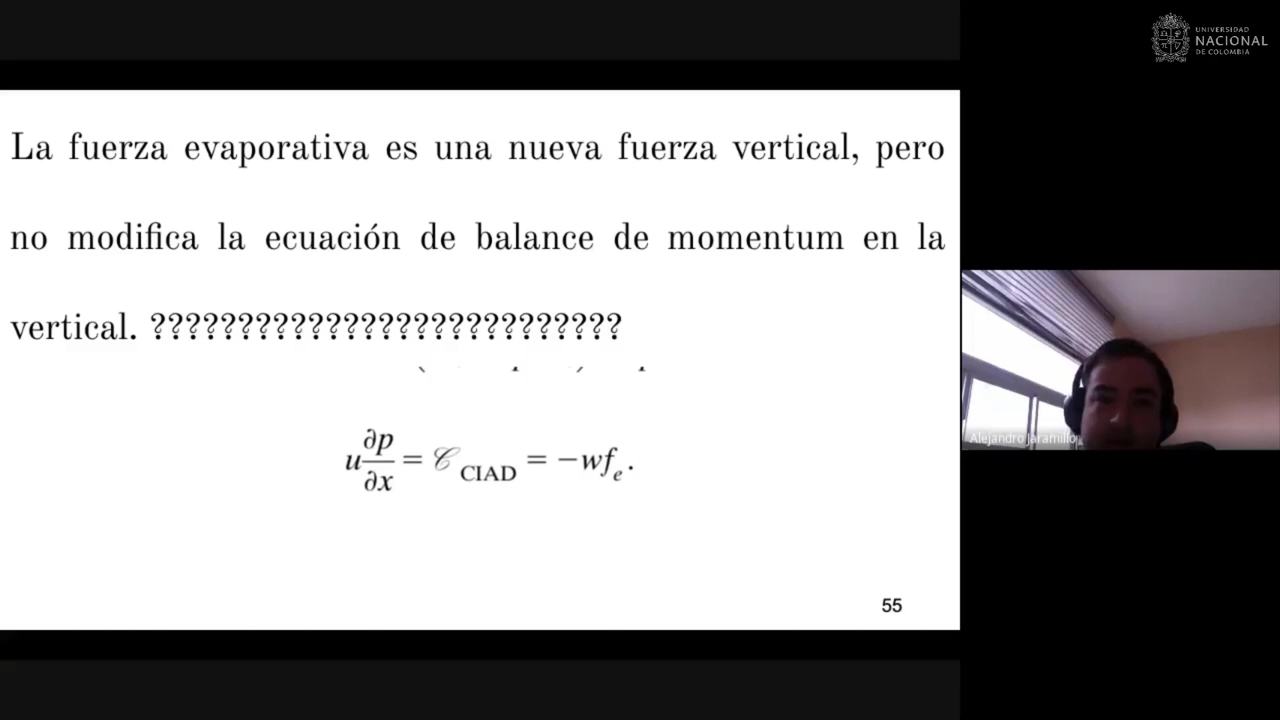 UNIVERSIDAD
NACIONAL
DE COLOMBIA
La fuerza evaporativa es una nueva fuerza vertical, pero
no modifica la ecuación de balance de momentum en la
vertical. ???????????????????????????
u ∂p/∂x = 𝒞 CIAD = −wfₑ.
55
Alejandro Jaramillo